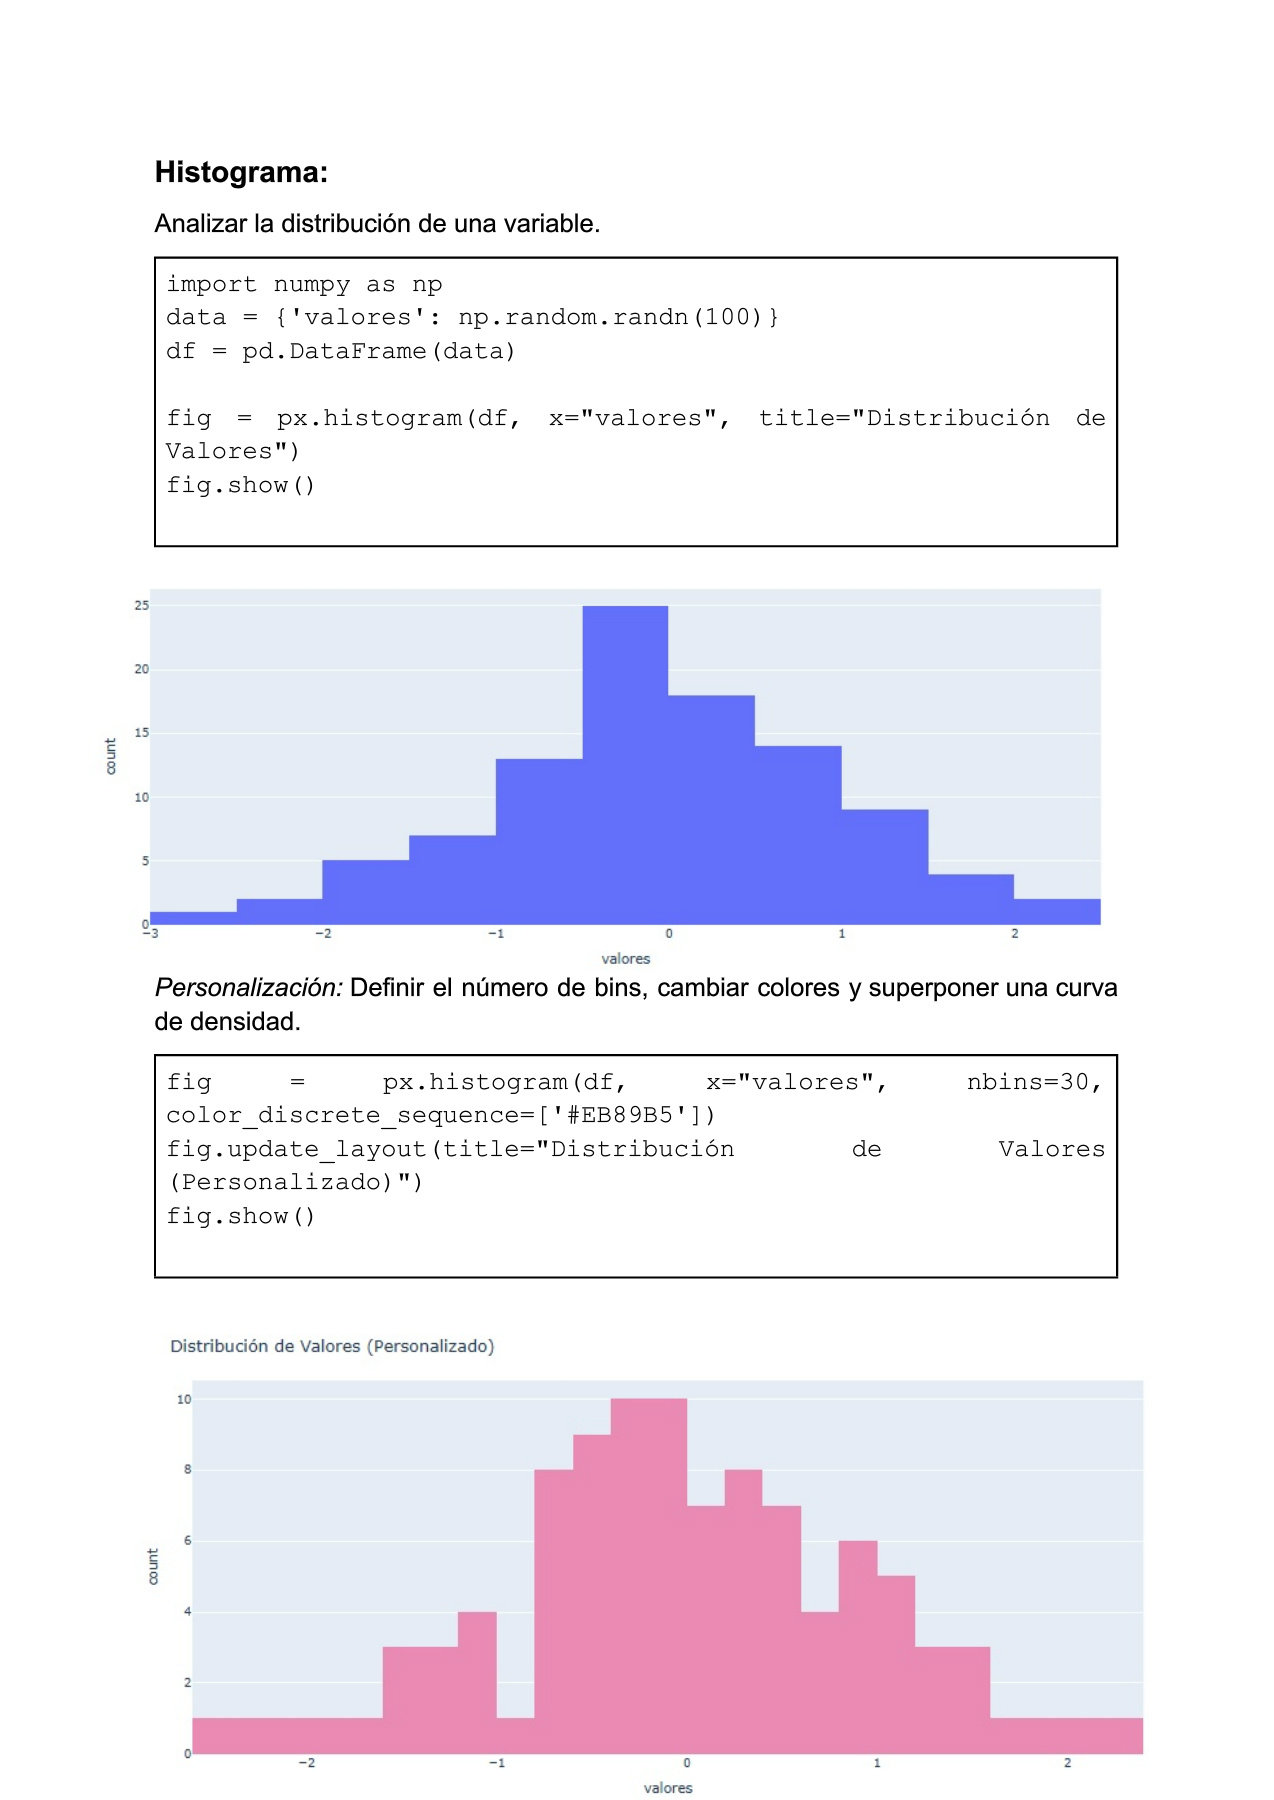 Histograma:
Analizar la distribución de una variable.
import numpy as np
data = {'valores': np.random.randn(100)}
df = pd.DataFrame(data)
fig = px.histogram(df, x="valores", title="Distribución de
Valores")
fig.show()
25
20
15
10
5
0
count
−3
−2
−1
0
1
2
valores
Personalización: Definir el número de bins, cambiar colores y superponer una curva
de densidad.
fig = px.histogram(df, x="valores", nbins=30,
color_discrete_sequence=['#EB89B5'])
fig.update_layout(title="Distribución de Valores
(Personalizado)")
fig.show()
Distribución de Valores (Personalizado)
10
8
6
4
2
0
count
−2
−1
0
1
2
valores